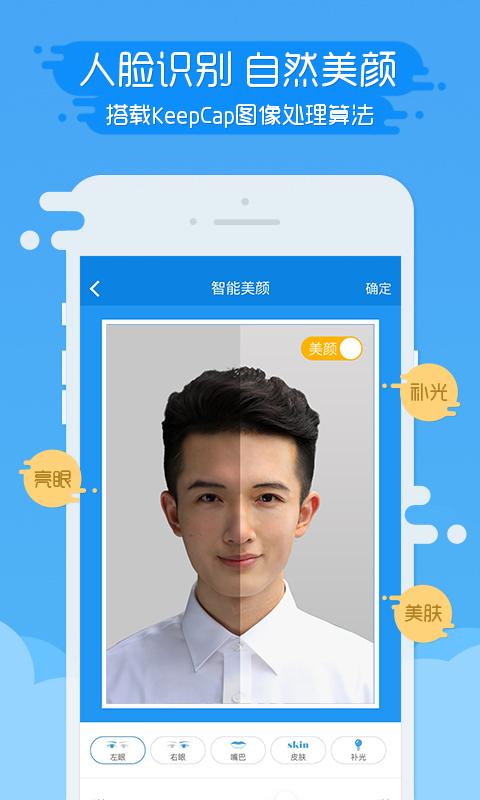 人脸识别 自然美颜
搭载KeepCap图像处理算法
智能美颜
确定
美颜
补光
亮眼
美肤
左眼
右眼
嘴巴
skin
皮肤
补光